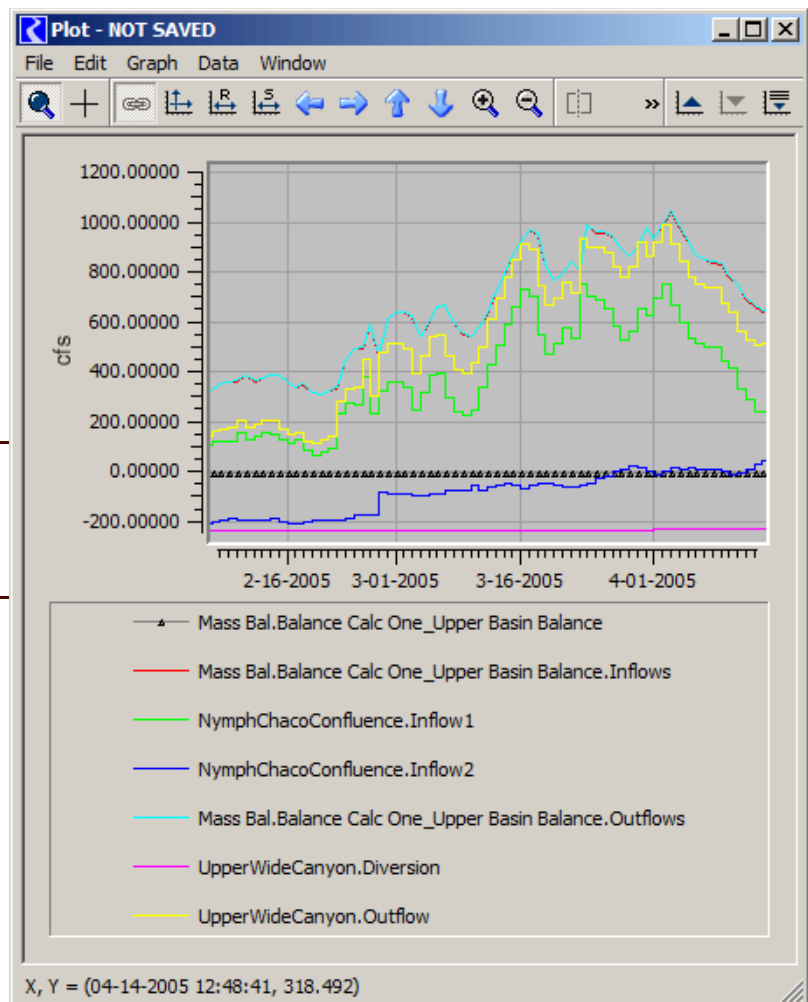 Plot - NOT SAVED
File Edit Graph Data Window
R
S
»
1200.00000
1000.00000
800.00000
600.00000
400.00000
200.00000
0.00000
-200.00000
cfs
2-16-2005 3-01-2005 3-16-2005 4-01-2005
Mass Bal.Balance Calc One_Upper Basin Balance
Mass Bal.Balance Calc One_Upper Basin Balance.Inflows
NymphChacoConfluence.Inflow1
NymphChacoConfluence.Inflow2
Mass Bal.Balance Calc One_Upper Basin Balance.Outflows
UpperWideCanyon.Diversion
UpperWideCanyon.Outflow
X, Y = (04-14-2005 12:48:41, 318.492)